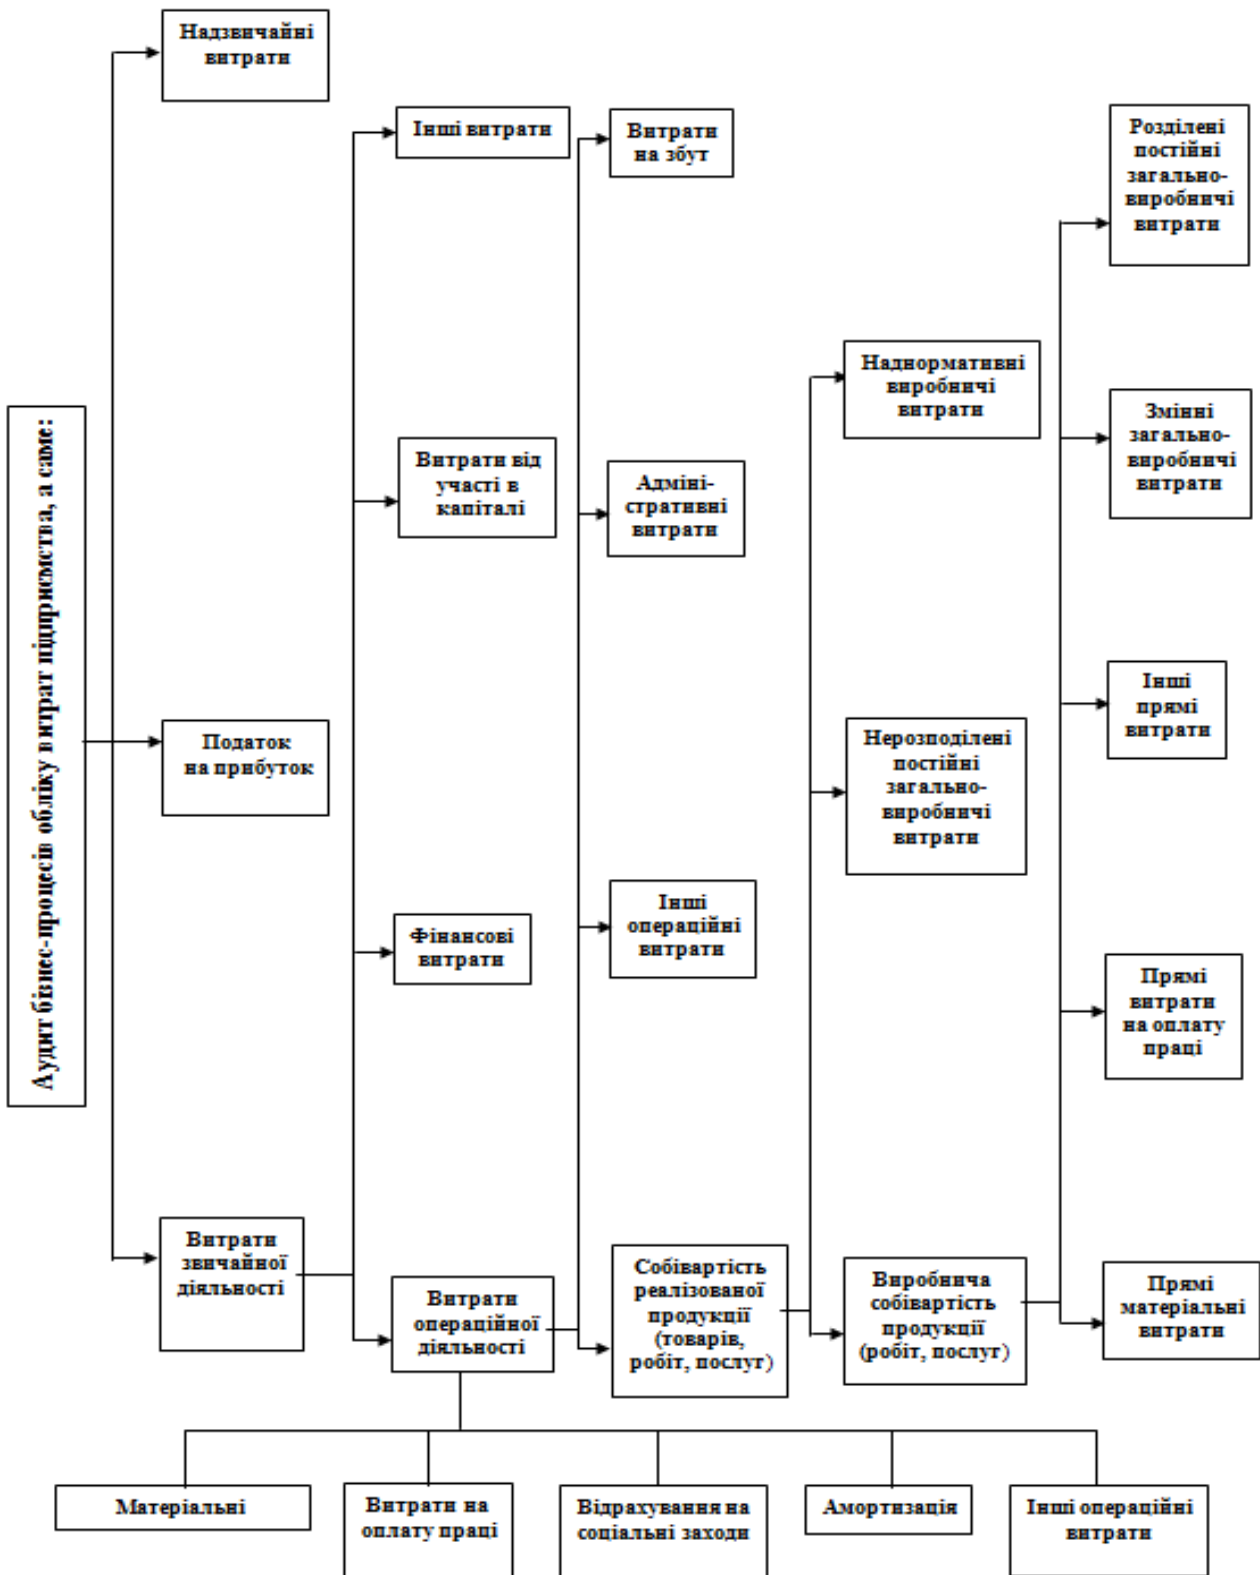 Аудит бізнес-процесів обліку витрат підприємства, а саме:
Надзвичайні
витрати
Податок
на прибуток
Витрати
звичайної
діяльності
Інші витрати
Витрати від
участі в
капіталі
Фінансові
витрати
Витрати
операційної
діяльності
Витрати
на збут
Адміні-
стративні
витрати
Інші
операційні
витрати
Собівартість
реалізованої
продукції
(товарів,
робіт, послуг)
Наднормативні
виробничі
витрати
Нерозподілені
постійні
загально-
виробничі
витрати
Виробнича
собівартість
продукції
(робіт, послуг)
Розділені
постійні
загально-
виробничі
витрати
Змінні
загально-
виробничі
витрати
Інші
прямі
витрати
Прямі
витрати
на оплату
праці
Прямі
матеріальні
витрати
Матеріальні
Витрати на
оплату праці
Відрахування на
соціальні заходи
Амортизація
Інші операційні
витрати